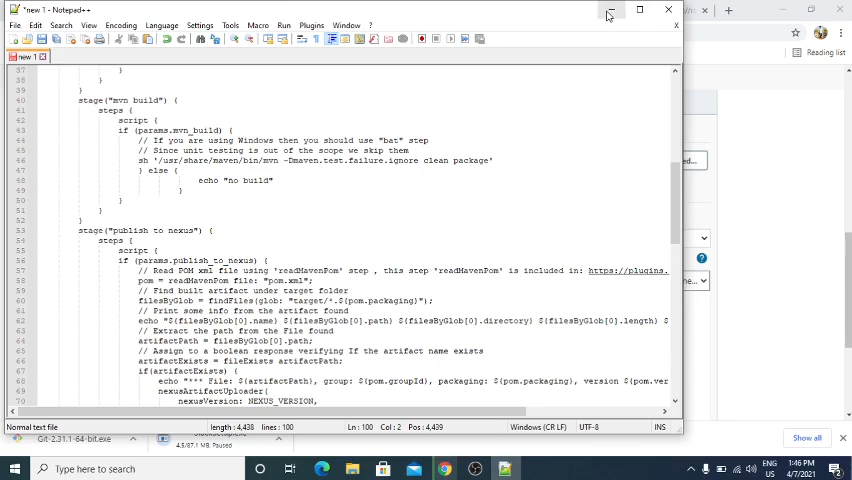 *new 1 - Notepad++
File Edit Search View Encoding Language Settings Tools Macro Run Plugins Window ? X
new 1
Reading list
37 }
38 }
39 }
40 stage("mvn build") {
41 steps {
42 script {
43 if (params.mvn_build) {
44 // If you are using Windows then you should use "bat" step
45 // Since unit testing is out of the scope we skip them
46 sh '/usr/share/maven/bin/mvn -Dmaven.test.failure.ignore clean package'
47 } else {
48 echo "no build"
49 }
50 }
51 }
52 }
53 stage("publish to nexus") {
54 steps {
55 script {
56 if (params.publish_to_nexus) {
57 // Read POM xml file using 'readMavenPom' step , this step 'readMavenPom' is included in: https://plugins.
58 pom = readMavenPom file: "pom.xml";
59 // Find built artifact under target folder
60 filesByGlob = findFiles(glob: "target/*.${pom.packaging}");
61 // Print some info from the artifact found
62 echo "${filesByGlob[0].name} ${filesByGlob[0].path} ${filesByGlob[0].directory} ${filesByGlob[0].length} $
63 // Extract the path from the File found
64 artifactPath = filesByGlob[0].path;
65 // Assign to a boolean response verifying If the artifact name exists
66 artifactExists = fileExists artifactPath;
67 if(artifactExists) {
68 echo "*** File: ${artifactPath}, group: ${pom.groupId}, packaging: ${pom.packaging}, version ${pom.ver
69 nexusArtifactUploader(
70 nexusVersion: NEXUS_VERSION,
ed...
ne...
Normal text file length : 4,438 lines : 100 Ln : 100 Col : 2 Pos : 4,439 Windows (CR LF) UTF-8 INS
Git-2.31.1-64-bit.exe
4.5/87.1 MB, Paused
Show all
Type here to search
ENG
US
1:46 PM
4/7/2021
2